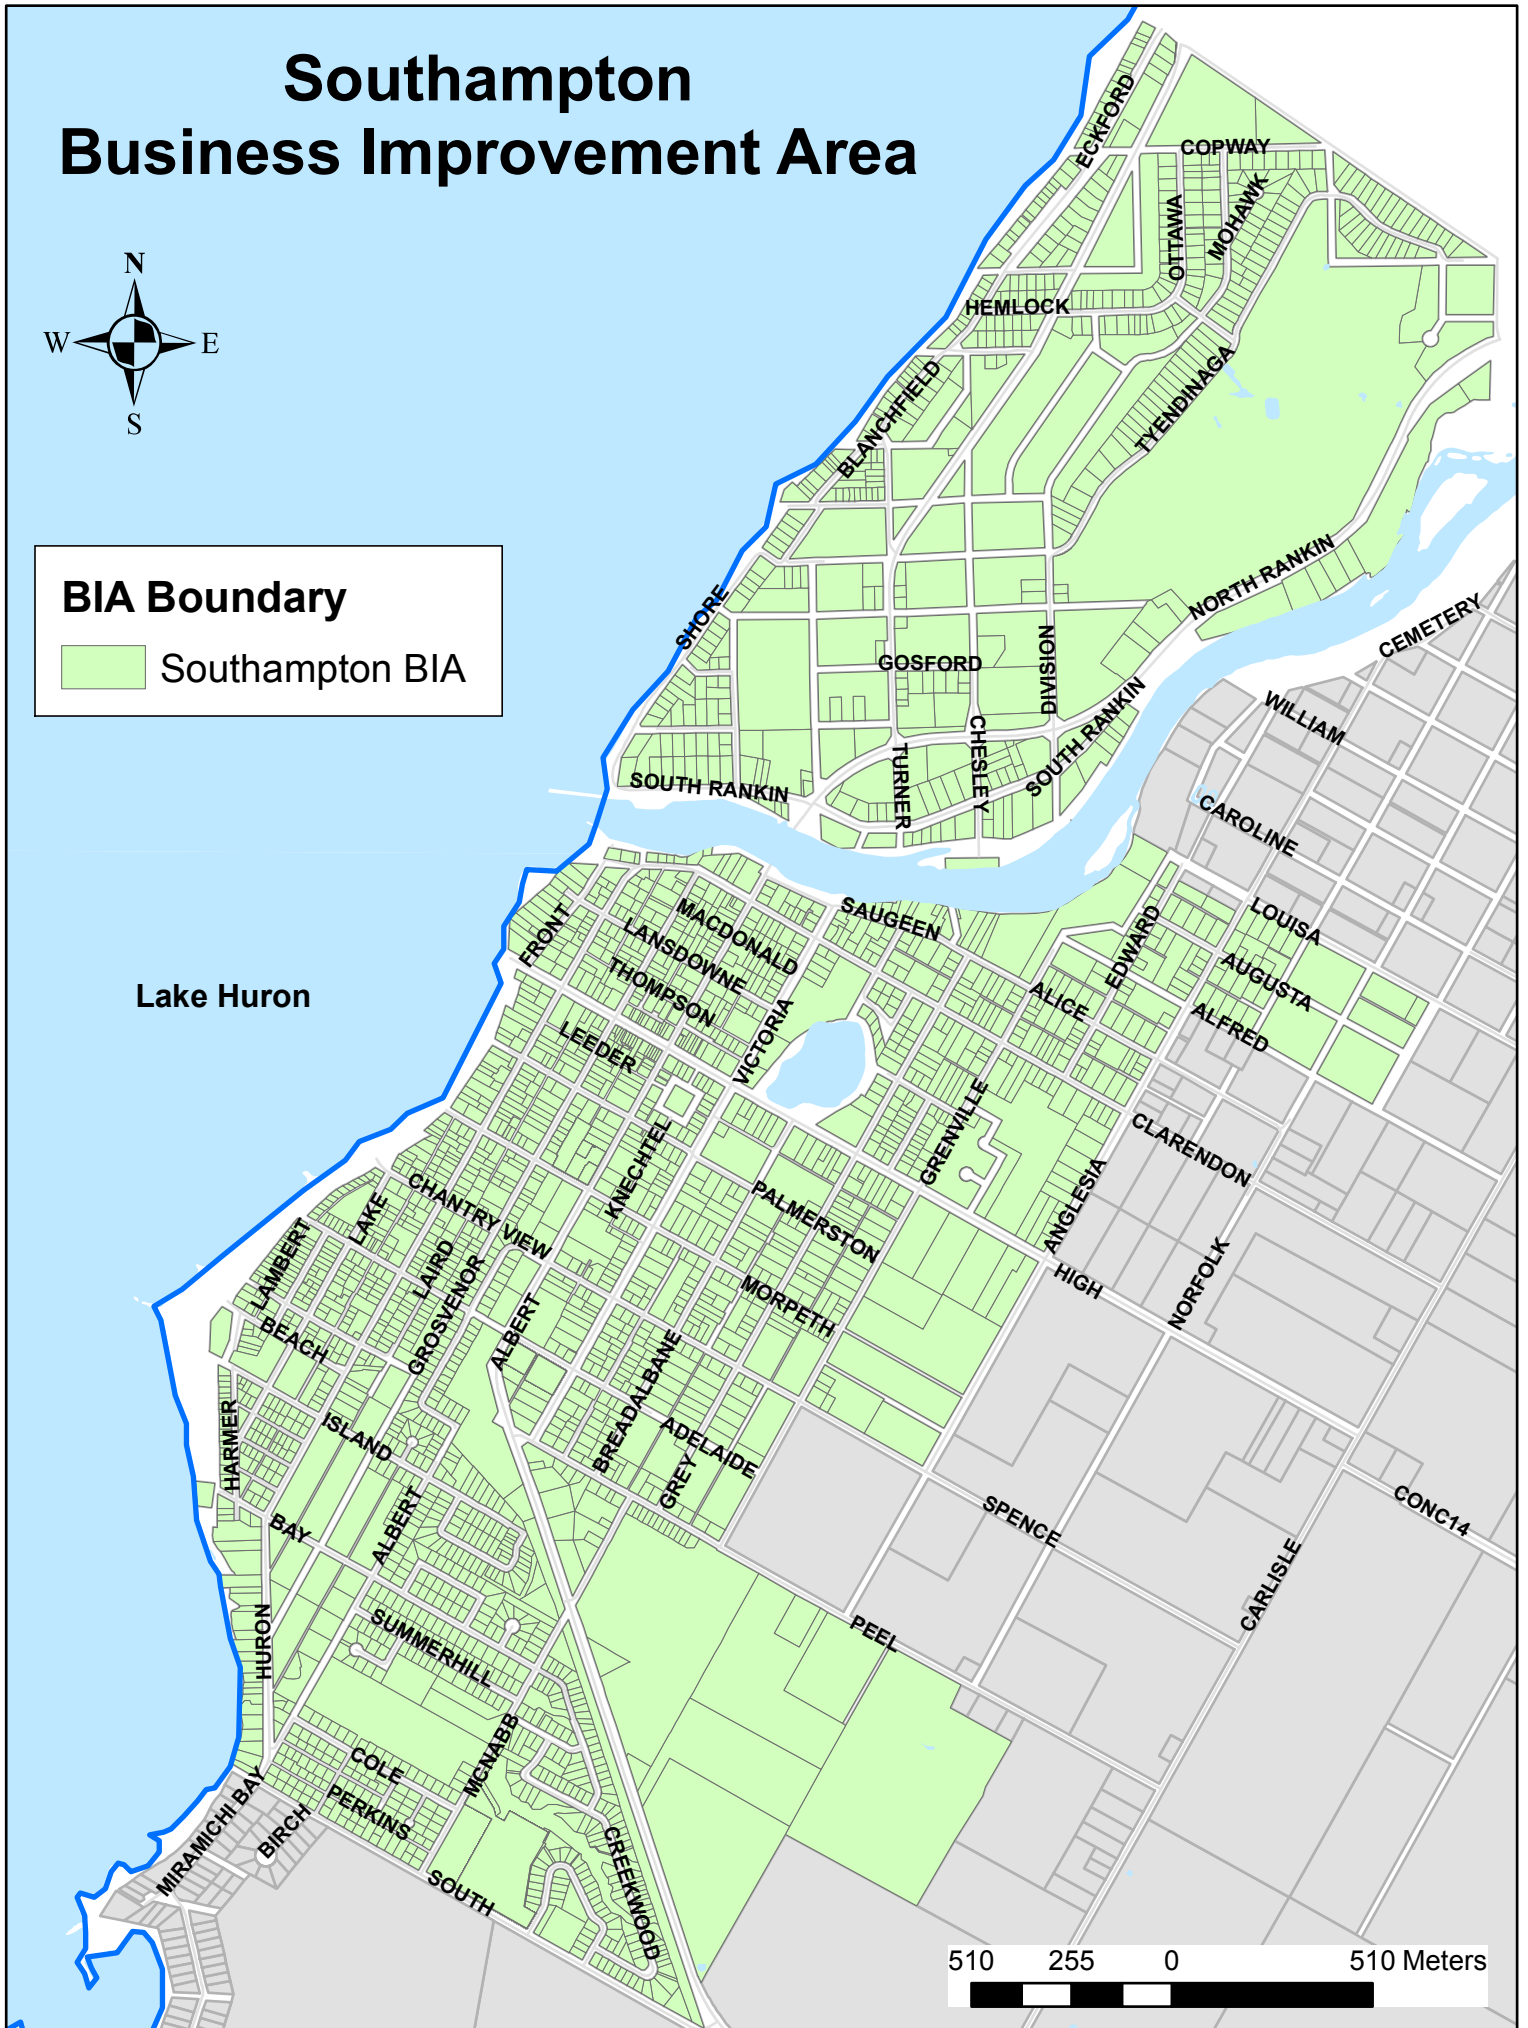 Southampton
Business Improvement Area
N
W E
S
BIA Boundary
Southampton BIA
Lake Huron
ECKFORD
COPWAY
OTTAWA
MOHAWK
HEMLOCK
BLANCHFIELD
TYENDINAGA
NORTH RANKIN
SHORE
GOSFORD
DIVISION
SOUTH RANKIN
CHESLEY
TURNER
SOUTH RANKIN
CEMETERY
WILLIAM
CAROLINE
LOUISA
AUGUSTA
ALFRED
EDWARD
ALICE
SAUGEEN
MACDONALD
LANSDOWNE
THOMPSON
FRONT
LEEDER
VICTORIA
KNECHTEL
GRENVILLE
CLARENDON
ANGLESIA
HIGH
NORFOLK
PALMERSTON
MORPETH
CHANTRY VIEW
LAKE
LAMBERT
LAIRD
GROSVENOR
ALBERT
BEACH
BREADALBANE
ADELAIDE
GREY
HARMER
ISLAND
ALBERT
BAY
SPENCE
CONC14
CARLISLE
PEEL
HURON
SUMMERHILL
MCNABB
COLE
PERKINS
MIRAMICHI BAY
BIRCH
SOUTH
CREEKWOOD
510 255 0 510 Meters